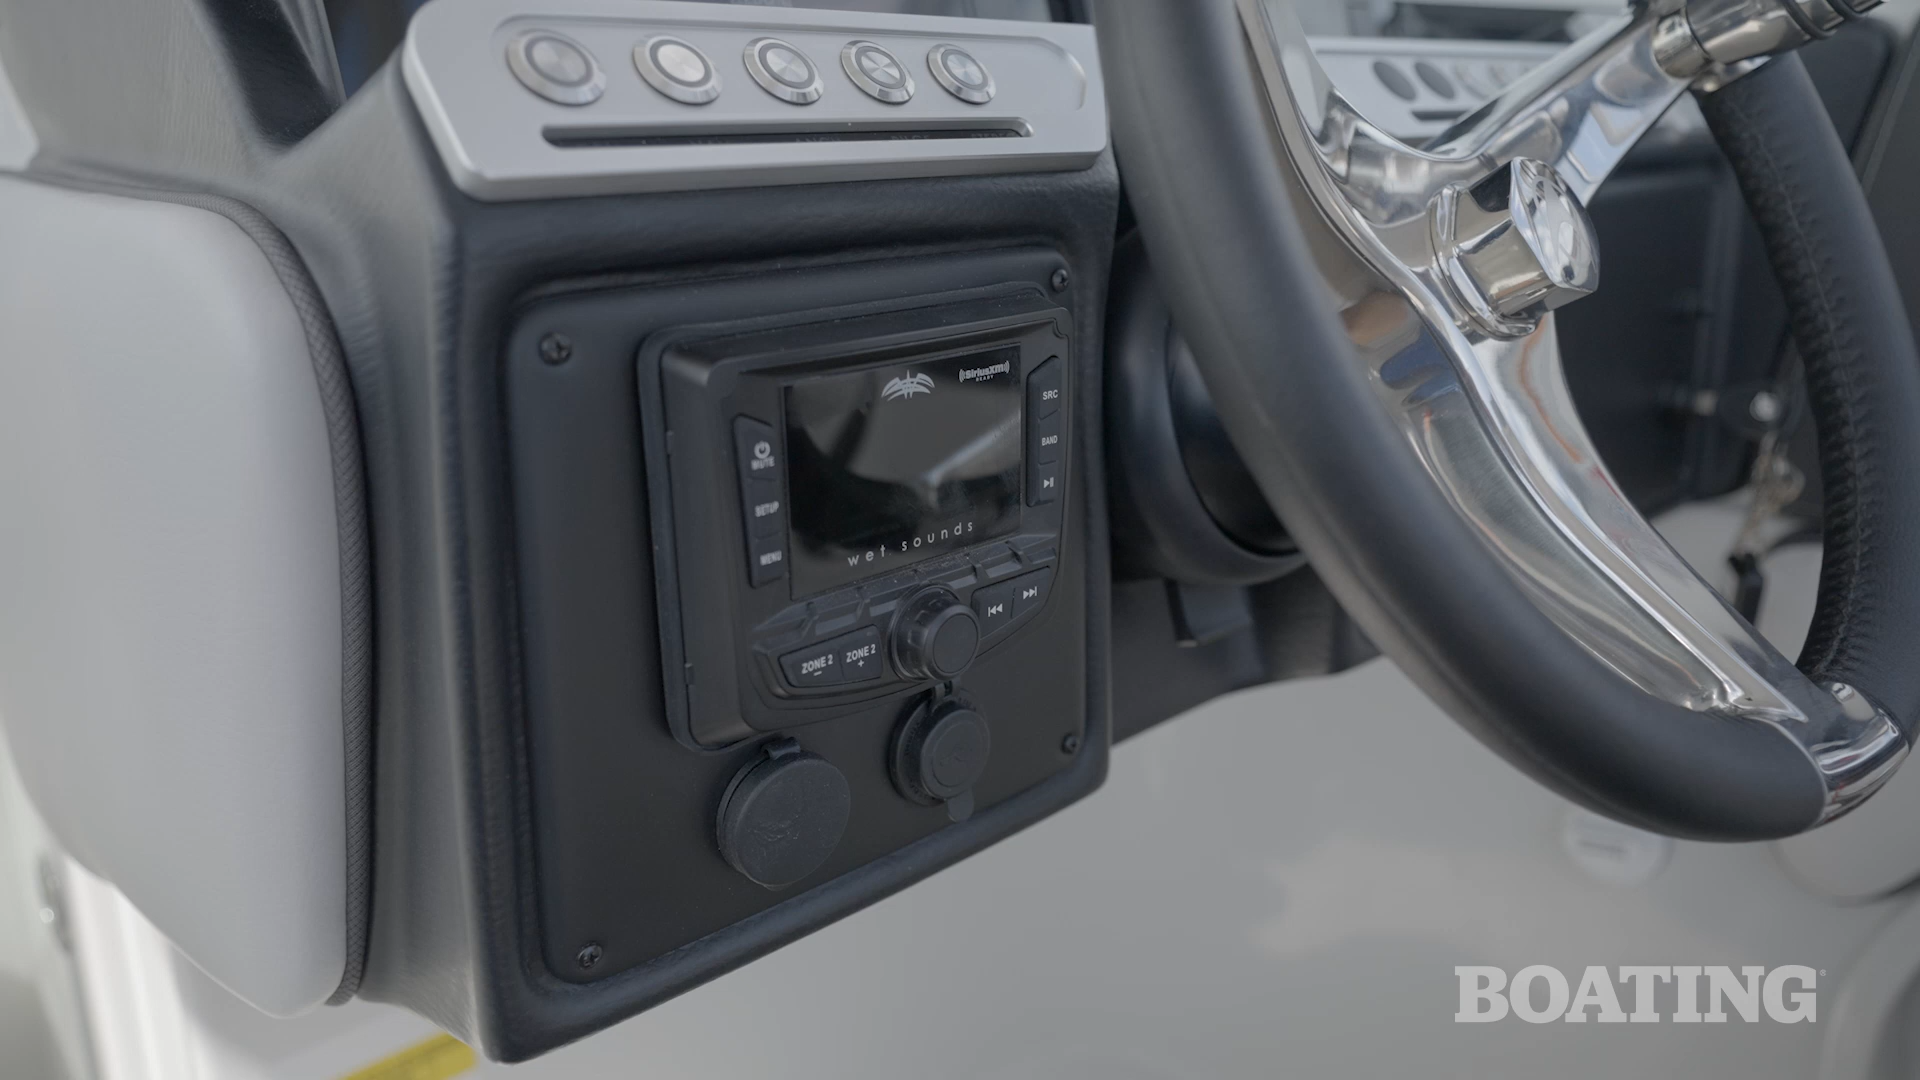 SiriusXM
READY
SRC
BAND
MUTE
SETUP
MENU
wet sounds
ZONE 2
−
ZONE 2
+
BOATING